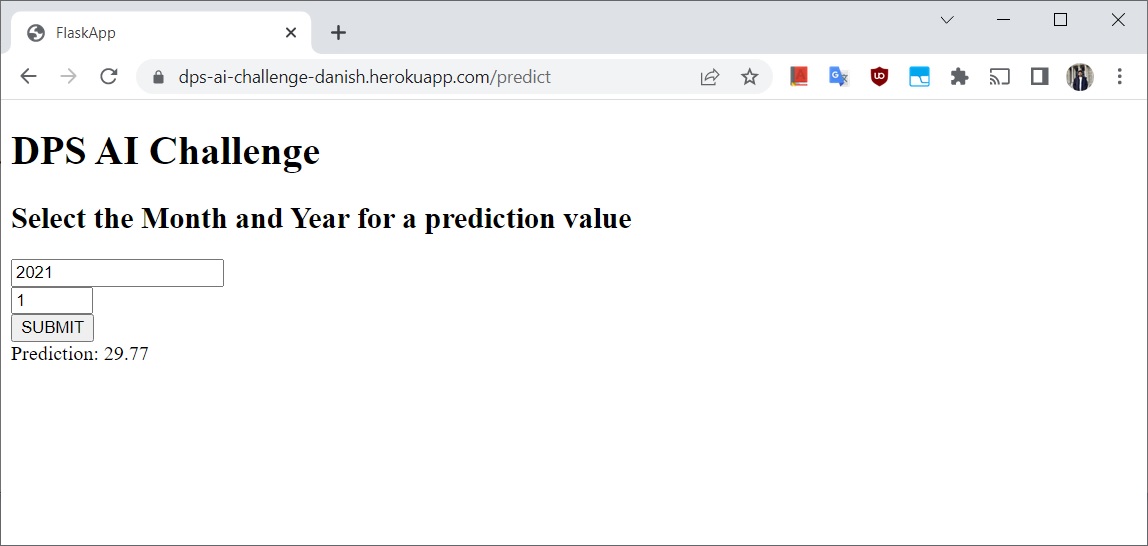 FlaskApp
dps-ai-challenge-danish.herokuapp.com/predict
DPS AI Challenge
Select the Month and Year for a prediction value
2021
1
SUBMIT
Prediction: 29.77